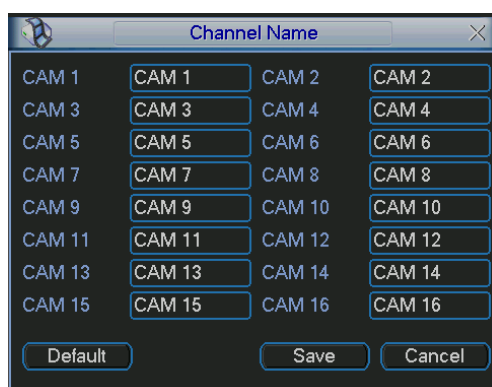 Channel Name
CAM 1 CAM 1 CAM 2 CAM 2
CAM 3 CAM 3 CAM 4 CAM 4
CAM 5 CAM 5 CAM 6 CAM 6
CAM 7 CAM 7 CAM 8 CAM 8
CAM 9 CAM 9 CAM 10 CAM 10
CAM 11 CAM 11 CAM 12 CAM 12
CAM 13 CAM 13 CAM 14 CAM 14
CAM 15 CAM 15 CAM 16 CAM 16
Default Save Cancel